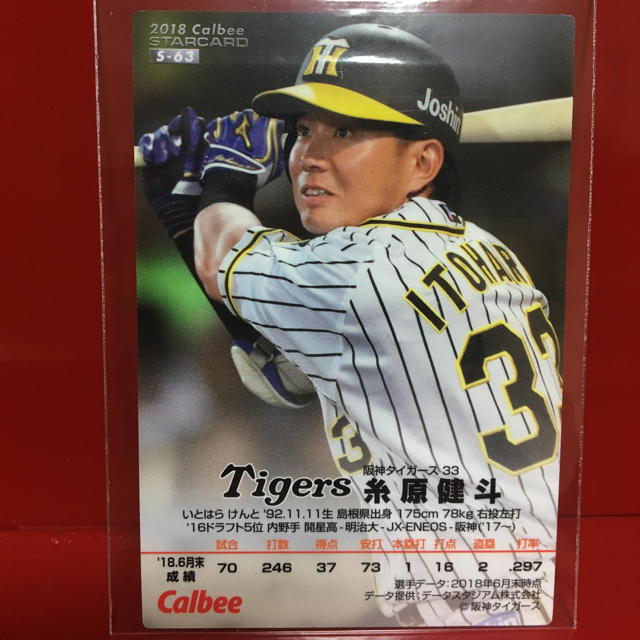 2018 Calbee
STARCARD
S-63
TH
Joshin
ITOHAR
33
3
Tigers
阪神タイガース 33
糸原健斗
いとはら けんと '92.11.11生 島根県出身 175cm 78kg 右投左打
'16ドラフト5位 内野手 開星高-明治大-JX-ENEOS-阪神('17~)
試合 打数 得点 安打 本塁打 打点 盗塁 打率
'18.6月末
成績 70 246 37 73 1 16 2 .297
選手データ:2018年6月末時点
Calbee データ提供:データスタジアム株式会社
©阪神タイガース